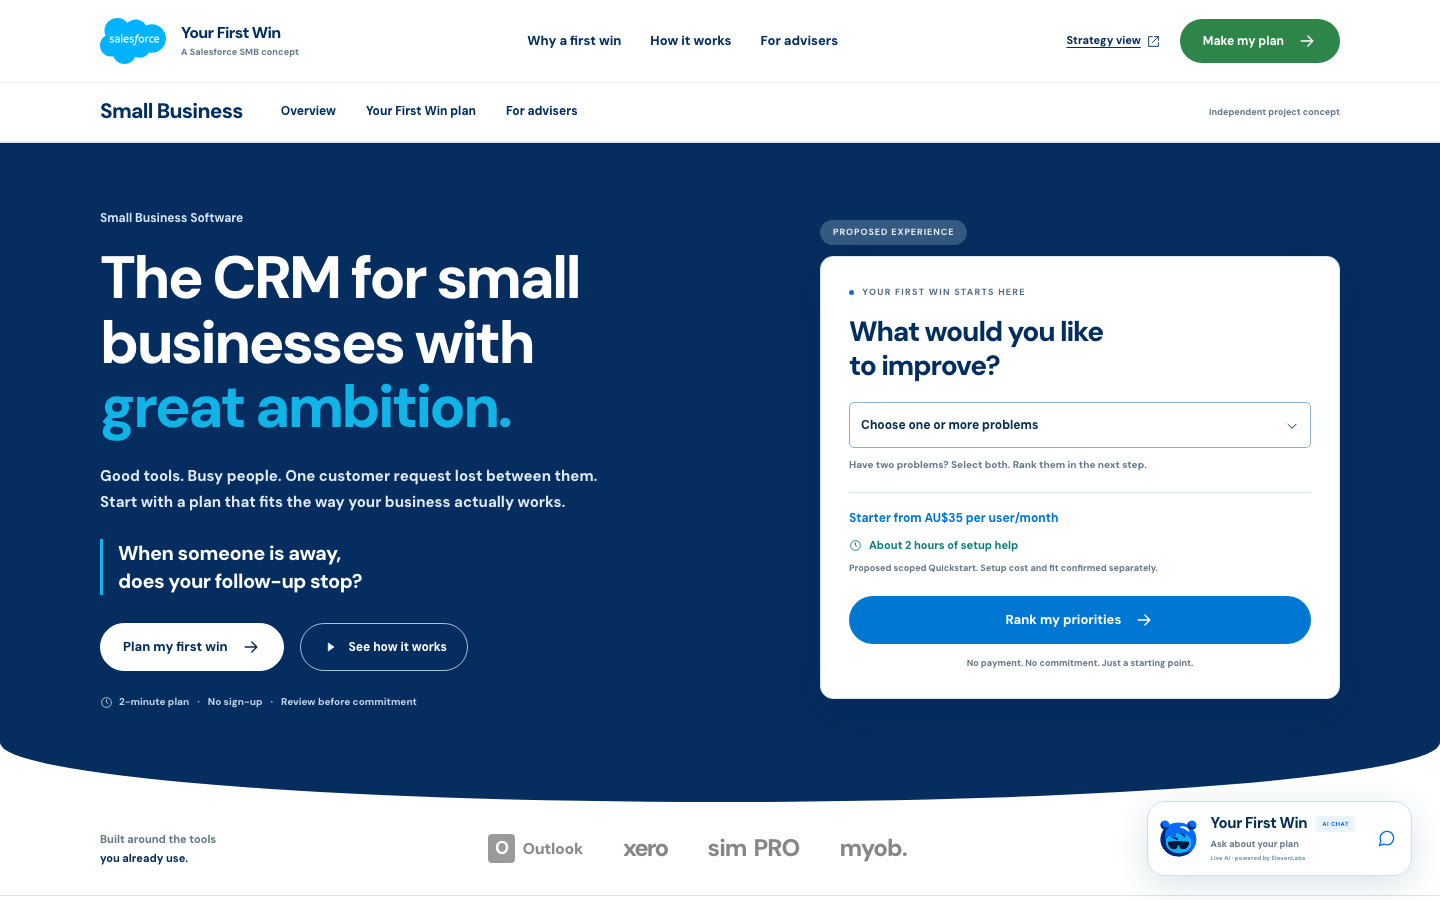 salesforce
Your First Win
A Salesforce SMB concept
Why a first win
How it works
For advisers
Strategy view
Make my plan
Small Business
Overview
Your First Win plan
For advisers
Independent project concept
Small Business Software
The CRM for small
businesses with
great ambition.
Good tools. Busy people. One customer request lost between them.
Start with a plan that fits the way your business actually works.
When someone is away,
does your follow-up stop?
Plan my first win
See how it works
2-minute plan · No sign-up · Review before commitment
PROPOSED EXPERIENCE
YOUR FIRST WIN STARTS HERE
What would you like
to improve?
Choose one or more problems
Have two problems? Select both. Rank them in the next step.
Starter from AU$35 per user/month
About 2 hours of setup help
Proposed scoped Quickstart. Setup cost and fit confirmed separately.
Rank my priorities
No payment. No commitment. Just a starting point.
Built around the tools
you already use.
O Outlook
xero
sim PRO
myob.
Your First Win
AI CHAT
Ask about your plan
Live AI · powered by ElevenLabs